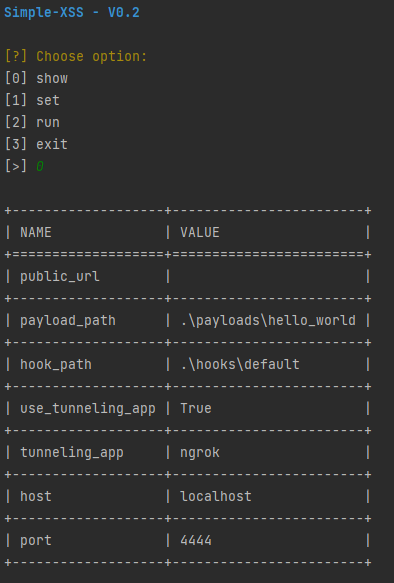 Simple-XSS - V0.2
[?] Choose option:
[0] show
[1] set
[2] run
[3] exit
[>] 0
+-------------------+------------------------+
| NAME              | VALUE                  |
+===================+========================+
| public_url        |                        |
+-------------------+------------------------+
| payload_path      | .\payloads\hello_world |
+-------------------+------------------------+
| hook_path         | .\hooks\default        |
+-------------------+------------------------+
| use_tunneling_app | True                   |
+-------------------+------------------------+
| tunneling_app     | ngrok                  |
+-------------------+------------------------+
| host              | localhost              |
+-------------------+------------------------+
| port              | 4444                   |
+-------------------+------------------------+